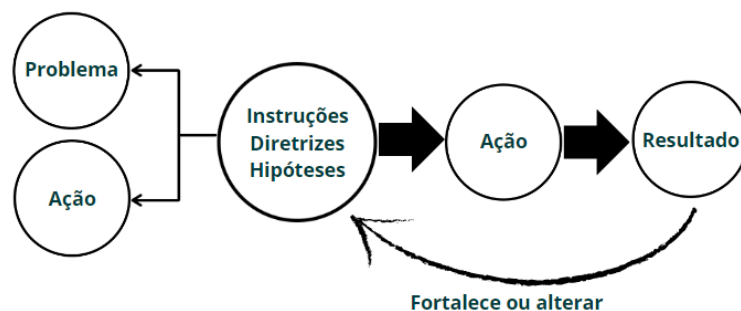 Problema
Ação
Instruções
Diretrizes
Hipóteses
Ação
Resultado
Fortalece ou alterar